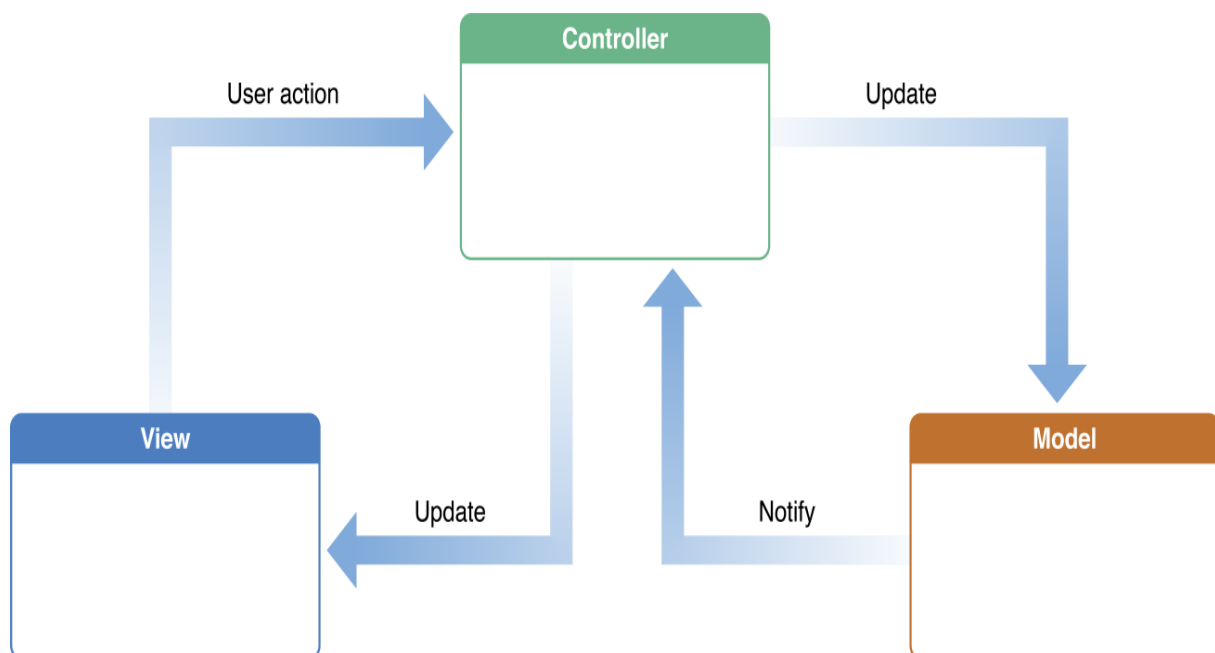 Controller
User action
Update
View
Model
Update
Notify